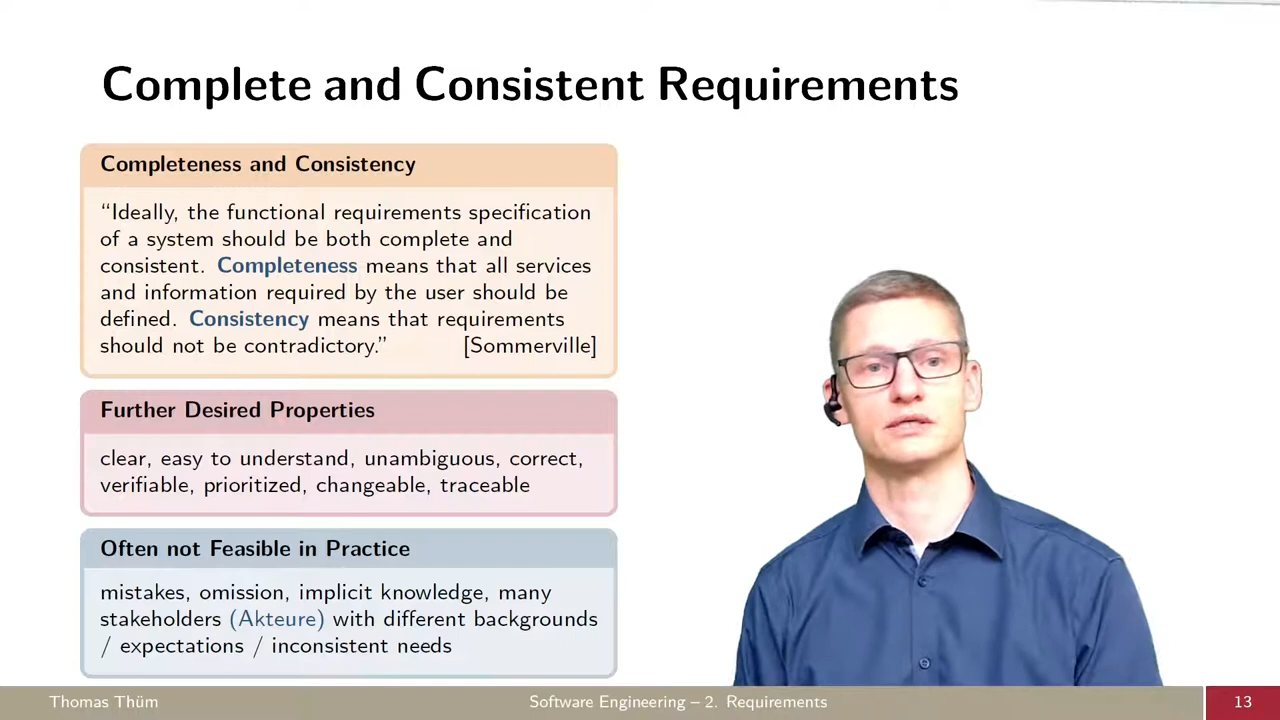 Complete and Consistent Requirements
Completeness and Consistency
“Ideally, the functional requirements specification
of a system should be both complete and
consistent. Completeness means that all services
and information required by the user should be
defined. Consistency means that requirements
should not be contradictory.” [Sommerville]
Further Desired Properties
clear, easy to understand, unambiguous, correct,
verifiable, prioritized, changeable, traceable
Often not Feasible in Practice
mistakes, omission, implicit knowledge, many
stakeholders (Akteure) with different backgrounds
/ expectations / inconsistent needs
Thomas Thüm Software Engineering – 2. Requirements 13